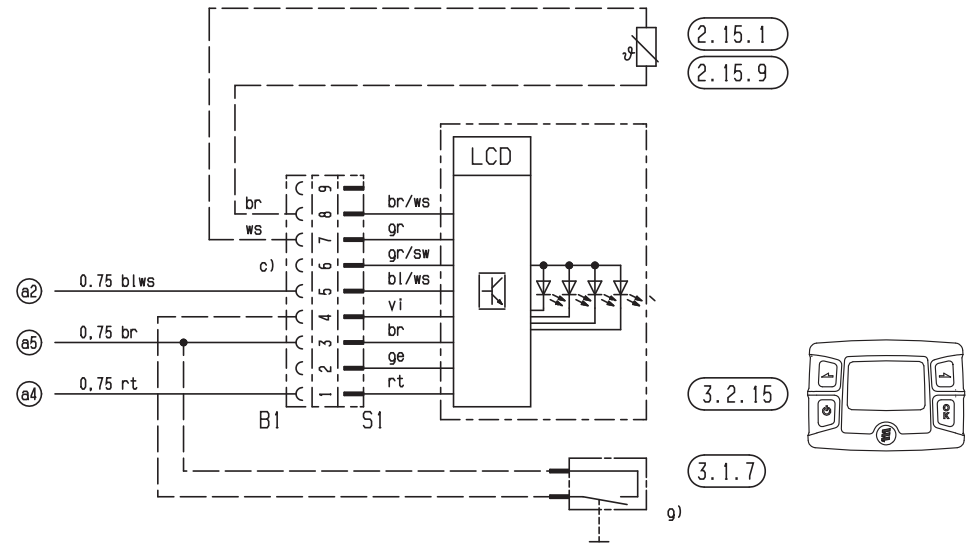 2.15.1
ϑ
2.15.9
LCD
9
br 8 br/ws
ws 7 gr
c) 6 gr/sw
a2 0.75 blws 5 bl/ws
4 vi
a5 0,75 br 3 br
2 ge
a4 0,75 rt 1 rt
3.2.15
OK
B1 S1
3.1.7
g)